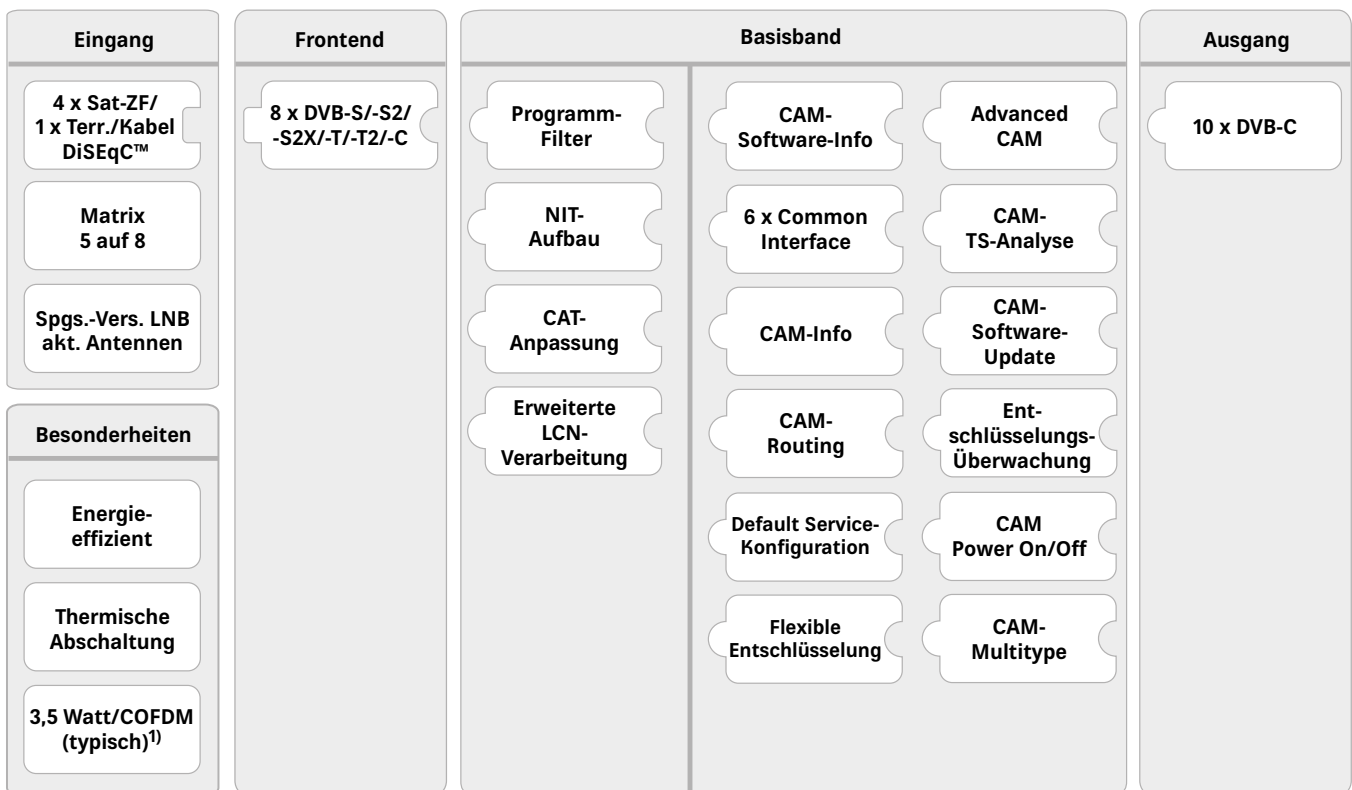 Eingang
4 x Sat-ZF/
1 x Terr./Kabel
DiSEqC™
Matrix
5 auf 8
Spgs.-Vers. LNB
akt. Antennen
Besonderheiten
Energie-
effizient
Thermische
Abschaltung
3,5 Watt/COFDM
(typisch)1)
Frontend
8 x DVB-S/-S2/
-S2X/-T/-T2/-C
Basisband
Programm-
Filter
NIT-
Aufbau
CAT-
Anpassung
Erweiterte
LCN-
Verarbeitung
CAM-
Software-Info
6 x Common
Interface
CAM-Info
CAM-
Routing
Default Service-
Konfiguration
Flexible
Entschlüsselung
Advanced
CAM
CAM-
TS-Analyse
CAM-
Software-
Update
Ent-
schlüsselungs-
Überwachung
CAM
Power On/Off
CAM-
Multitype
Ausgang
10 x DVB-C